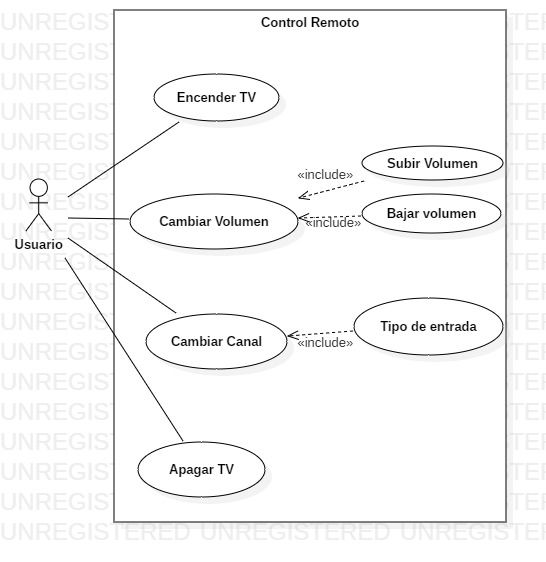 Control Remoto
Encender TV
«include»
Subir Volumen
Usuario
Cambiar Volumen
«include»
Bajar volumen
Cambiar Canal
«include»
Tipo de entrada
Apagar TV
UNREGISTERED UNREGISTERED UNREGISTERED